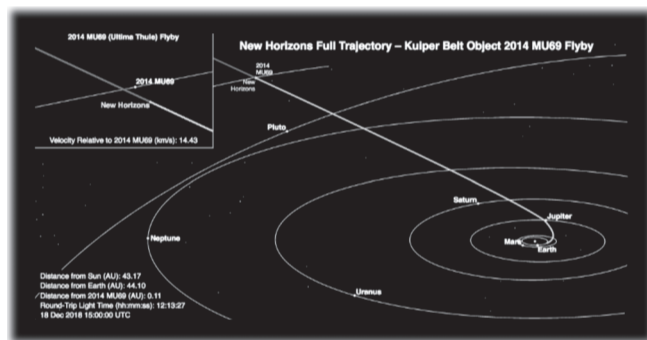 2014 MU69 (Ultima Thule) Flyby
2014 MU69
New Horizons
Velocity Relative to 2014 MU69 (km/s): 14.43
New Horizons Full Trajectory – Kuiper Belt Object 2014 MU69 Flyby
2014
MU69
New
Horizons
Pluto
Saturn
Jupiter
Mars
Earth
Neptune
Uranus
Distance from Sun (AU): 43.17
Distance from Earth (AU): 44.10
Distance from 2014 MU69 (AU): 0.11
Round-Trip Light Time (hh:mm:ss): 12:13:27
18 Dec 2018 15:00:00 UTC